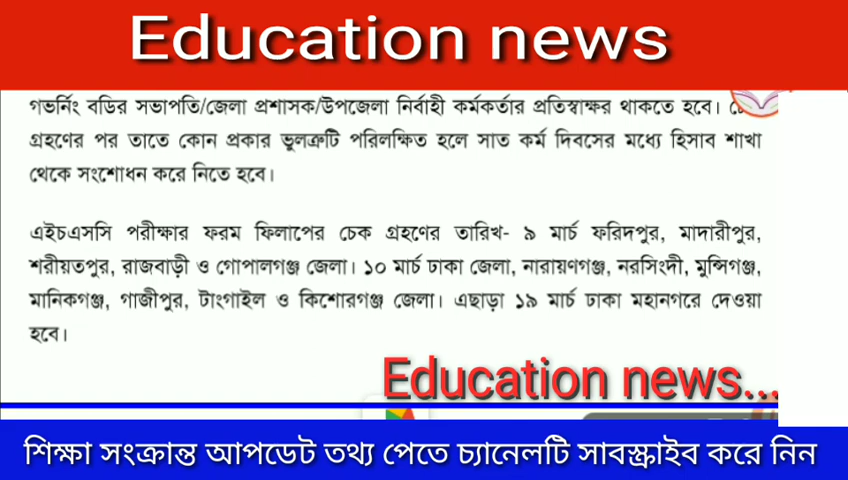 Education news
গভর্নিং বডির সভাপতি/জেলা প্রশাসক/উপজেলা নির্বাহী কর্মকর্তার প্রতিস্বাক্ষর থাকতে হবে।
গ্রহণের পর তাতে কোন প্রকার ভুলত্রুটি পরিলক্ষিত হলে সাত কর্ম দিবসের মধ্যে হিসাব শাখা
থেকে সংশোধন করে নিতে হবে।
এইচএসসি পরীক্ষার ফরম ফিলাপের চেক গ্রহণের তারিখ- ৯ মার্চ ফরিদপুর, মাদারীপুর,
শরীয়তপুর, রাজবাড়ী ও গোপালগঞ্জ জেলা। ১০ মার্চ ঢাকা জেলা, নারায়ণগঞ্জ, নরসিংদী, মুন্সিগঞ্জ,
মানিকগঞ্জ, গাজীপুর, টাংগাইল ও কিশোরগঞ্জ জেলা। এছাড়া ১৯ মার্চ ঢাকা মহানগরে দেওয়া
হবে।
Education news...
শিক্ষা সংক্রান্ত আপডেট তথ্য পেতে চ্যানেলটি সাবস্ক্রাইব করে নিন